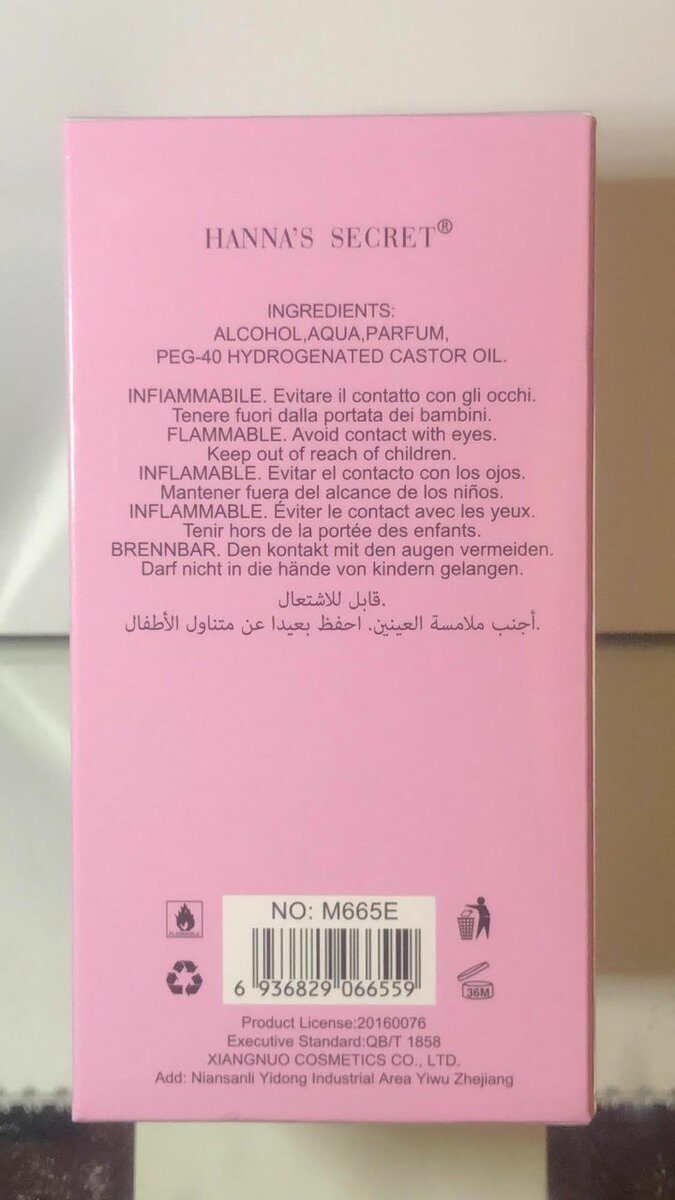 HANNA'S SECRET®
INGREDIENTS:
ALCOHOL,AQUA,PARFUM,
PEG-40 HYDROGENATED CASTOR OIL.
INFIAMMABILE. Evitare il contatto con gli occhi.
Tenere fuori dalla portata dei bambini.
FLAMMABLE. Avoid contact with eyes.
Keep out of reach of children.
INFLAMABLE. Evitar el contacto con los ojos.
Mantener fuera del alcance de los niños.
INFLAMMABLE. Éviter le contact avec les yeux.
Tenir hors de la portée des enfants.
BRENNBAR. Den kontakt mit den augen vermeiden.
Darf nicht in die hände von kindern gelangen.
قابل للاشتعال.
أجنب ملامسة العينين. احفظ بعيدا عن متناول الأطفال.
FLAMMABLE
NO: M665E
6 936829 066559
36M
Product License:20160076
Executive Standard:QB/T 1858
XIANGNUO COSMETICS CO., LTD.
Add: Niansanli Yidong Industrial Area Yiwu Zhejiang